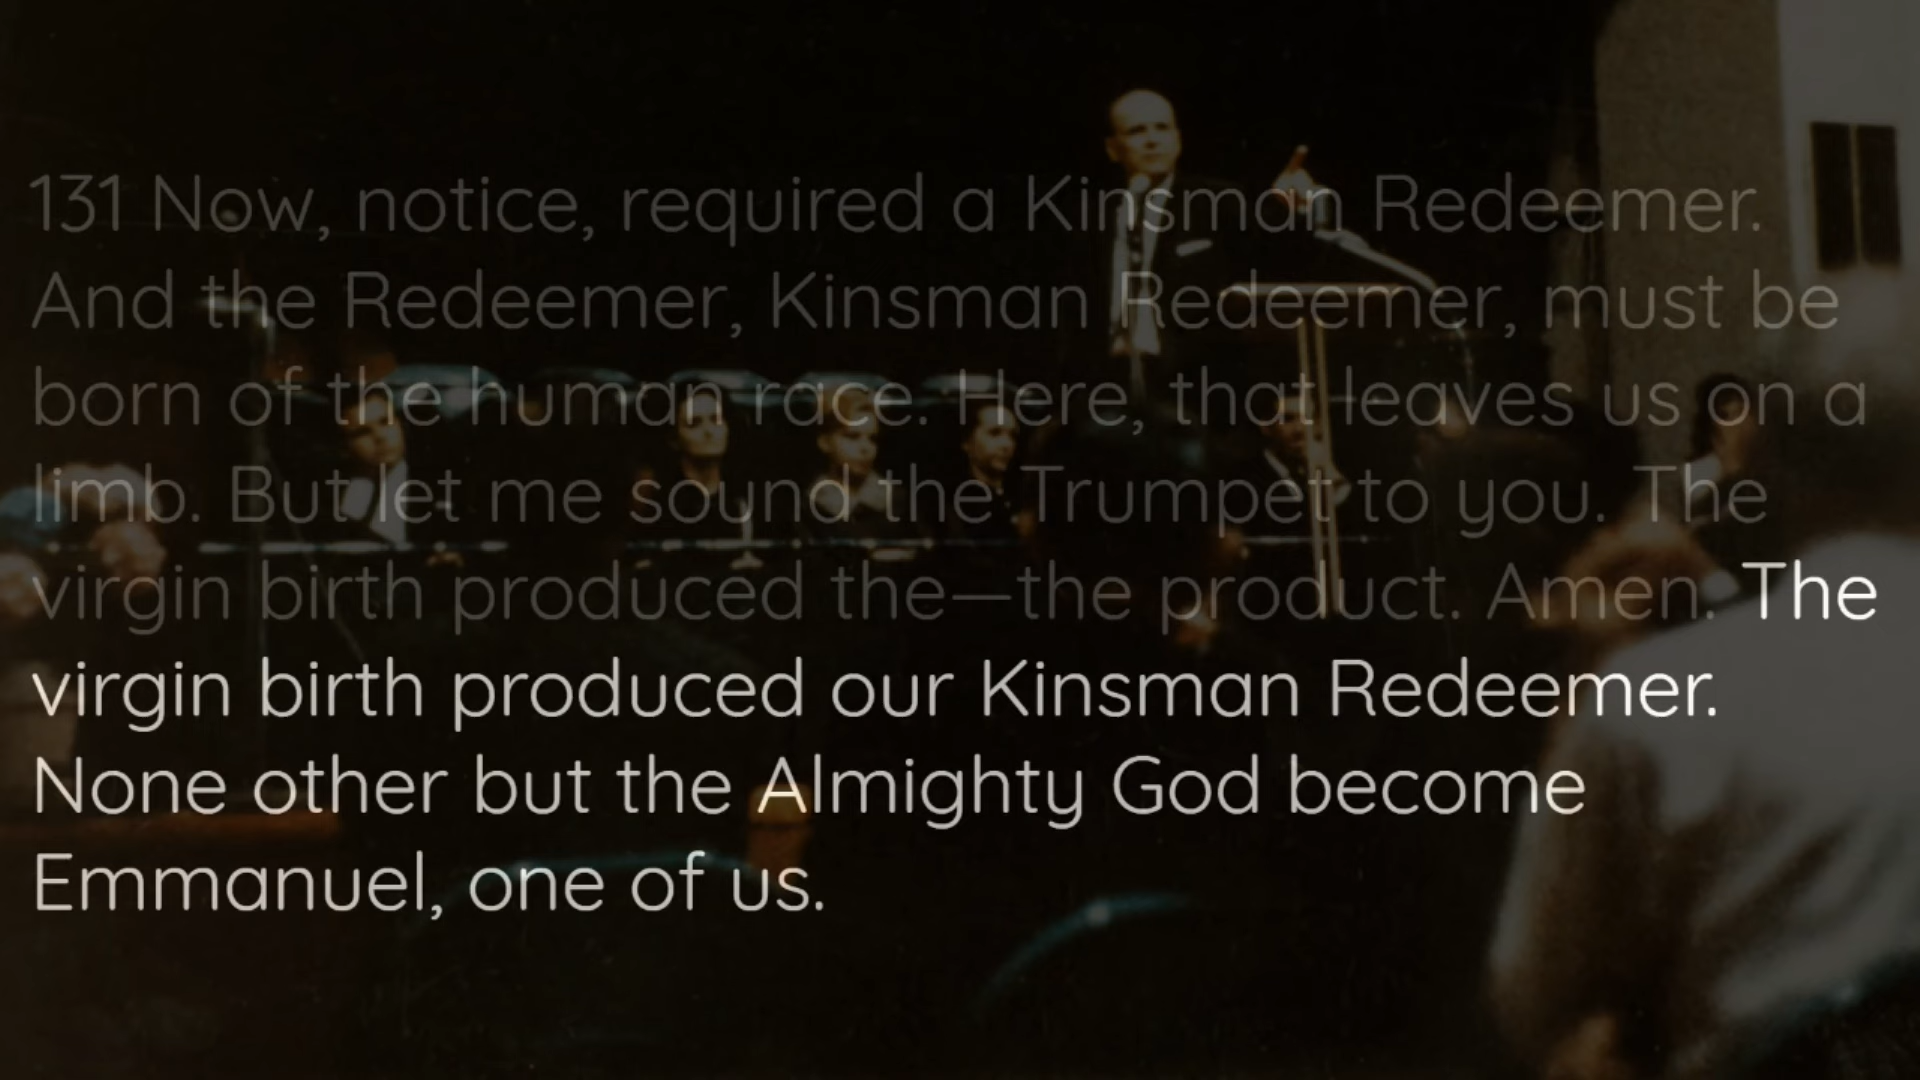 131 Now, notice, required a Kinsman Redeemer.
And the Redeemer, Kinsman Redeemer, must be
born of the human race. Here, that leaves us on a
limb. But let me sound the Trumpet to you. The
virgin birth produced the—the product. Amen. The
virgin birth produced our Kinsman Redeemer.
None other but the Almighty God become
Emmanuel, one of us.